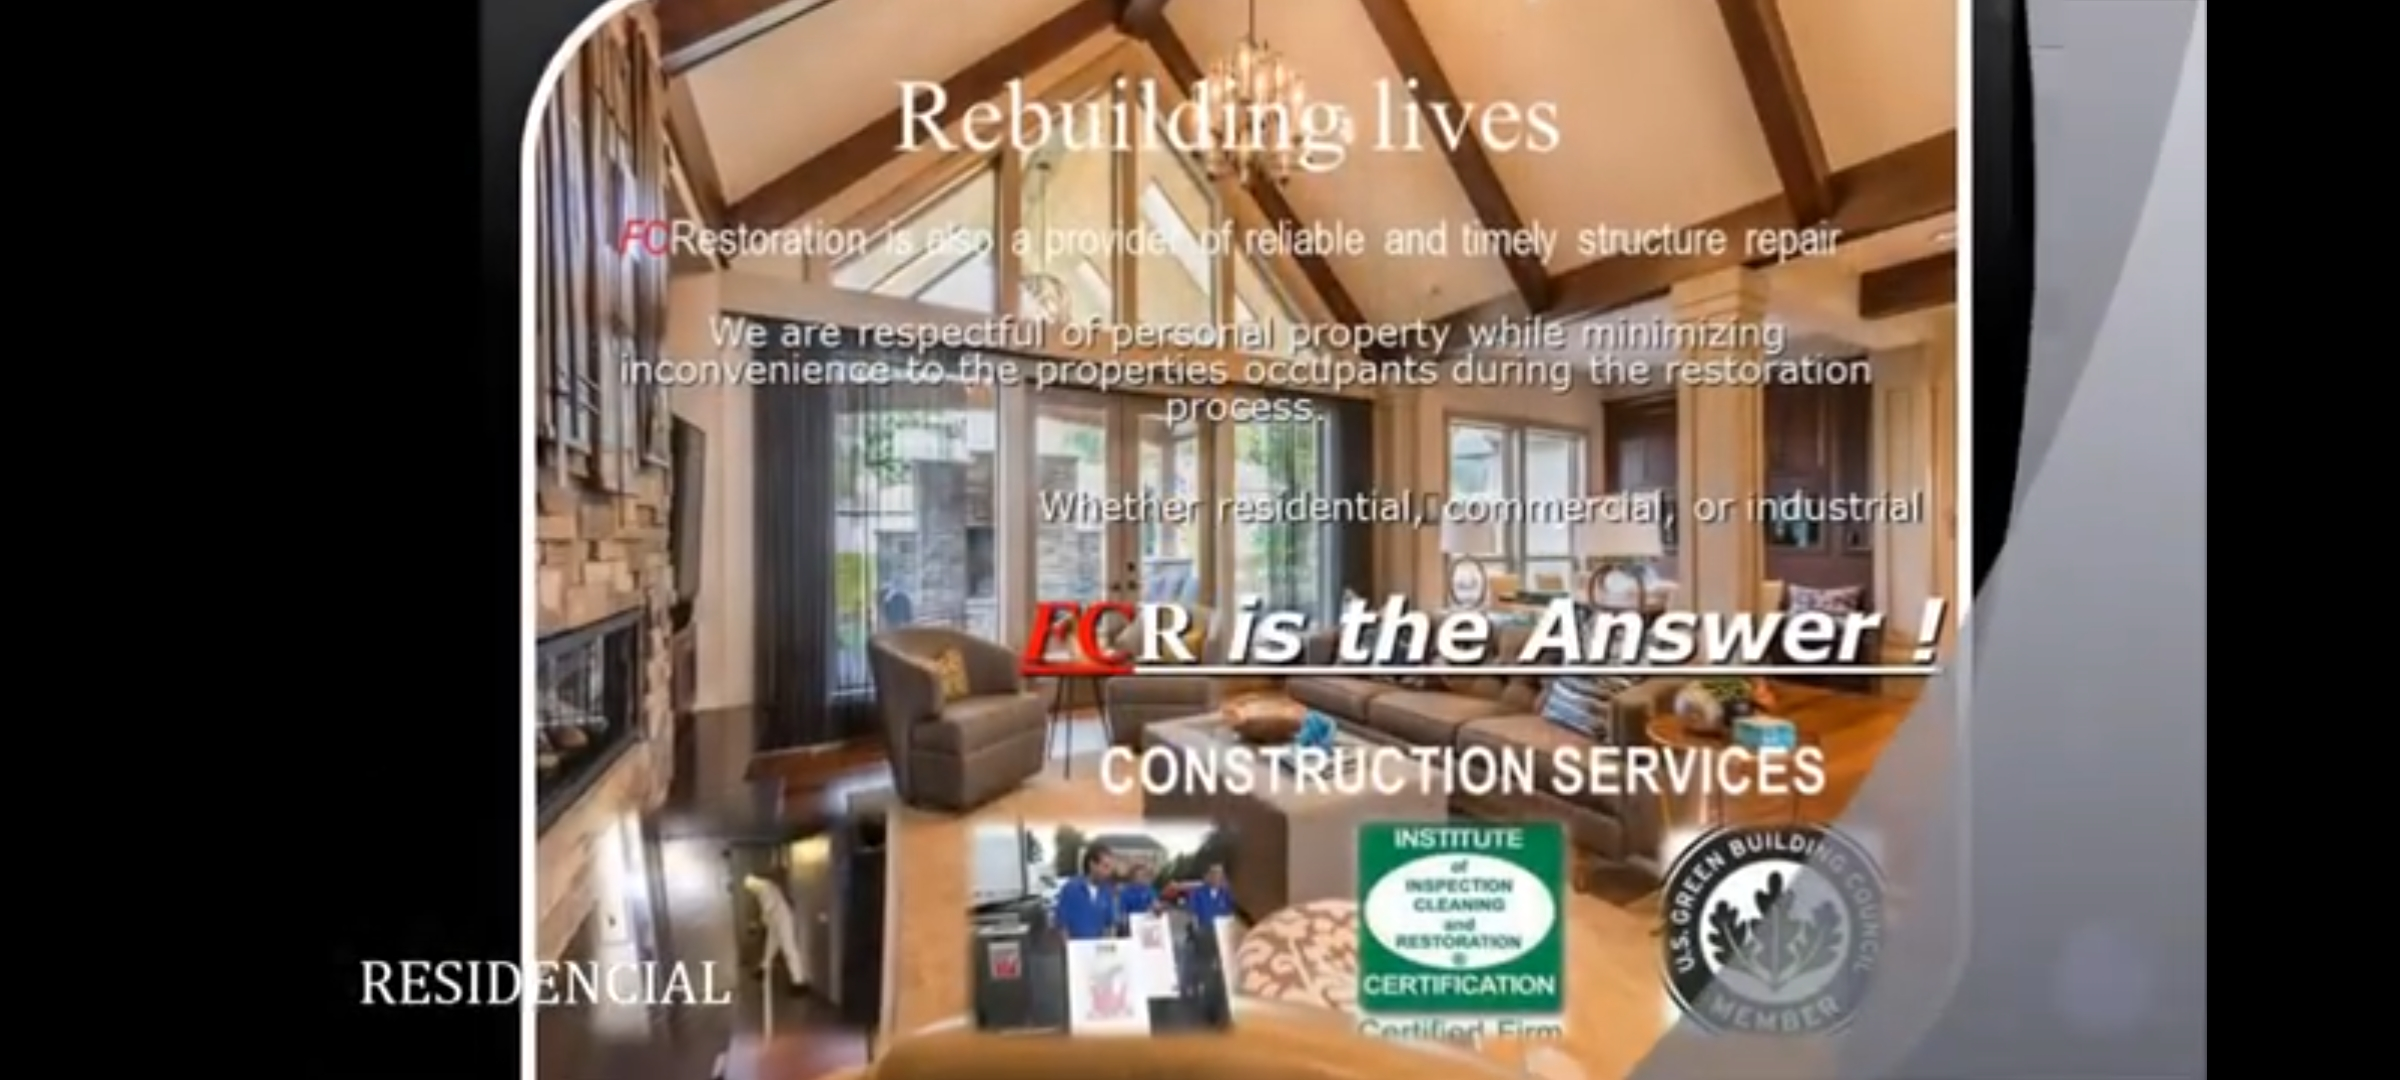 Rebuilding lives
FCRestoration is also a provider of reliable and timely structure repair
We are respectful of personal property while minimizing
inconvenience to the properties occupants during the restoration
process.
Whether residential, commercial, or industrial
FCR is the Answer !
CONSTRUCTION SERVICES
INSTITUTE
of
INSPECTION
CLEANING
and
RESTORATION
®
CERTIFICATION
Certified Firm
U.S. GREEN BUILDING COUNCIL
MEMBER
RESIDENCIAL